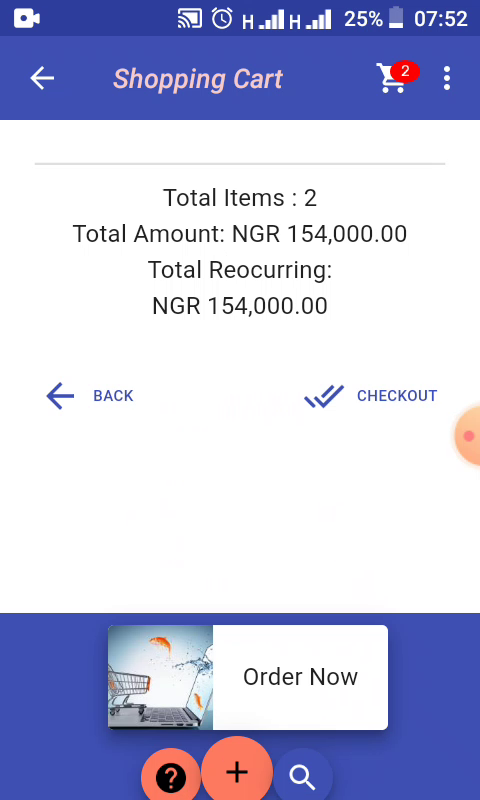 H H 25% 07:52
Shopping Cart 2
Total Items : 2
Total Amount: NGR 154,000.00
Total Reocurring:
NGR 154,000.00
BACK CHECKOUT
Order Now